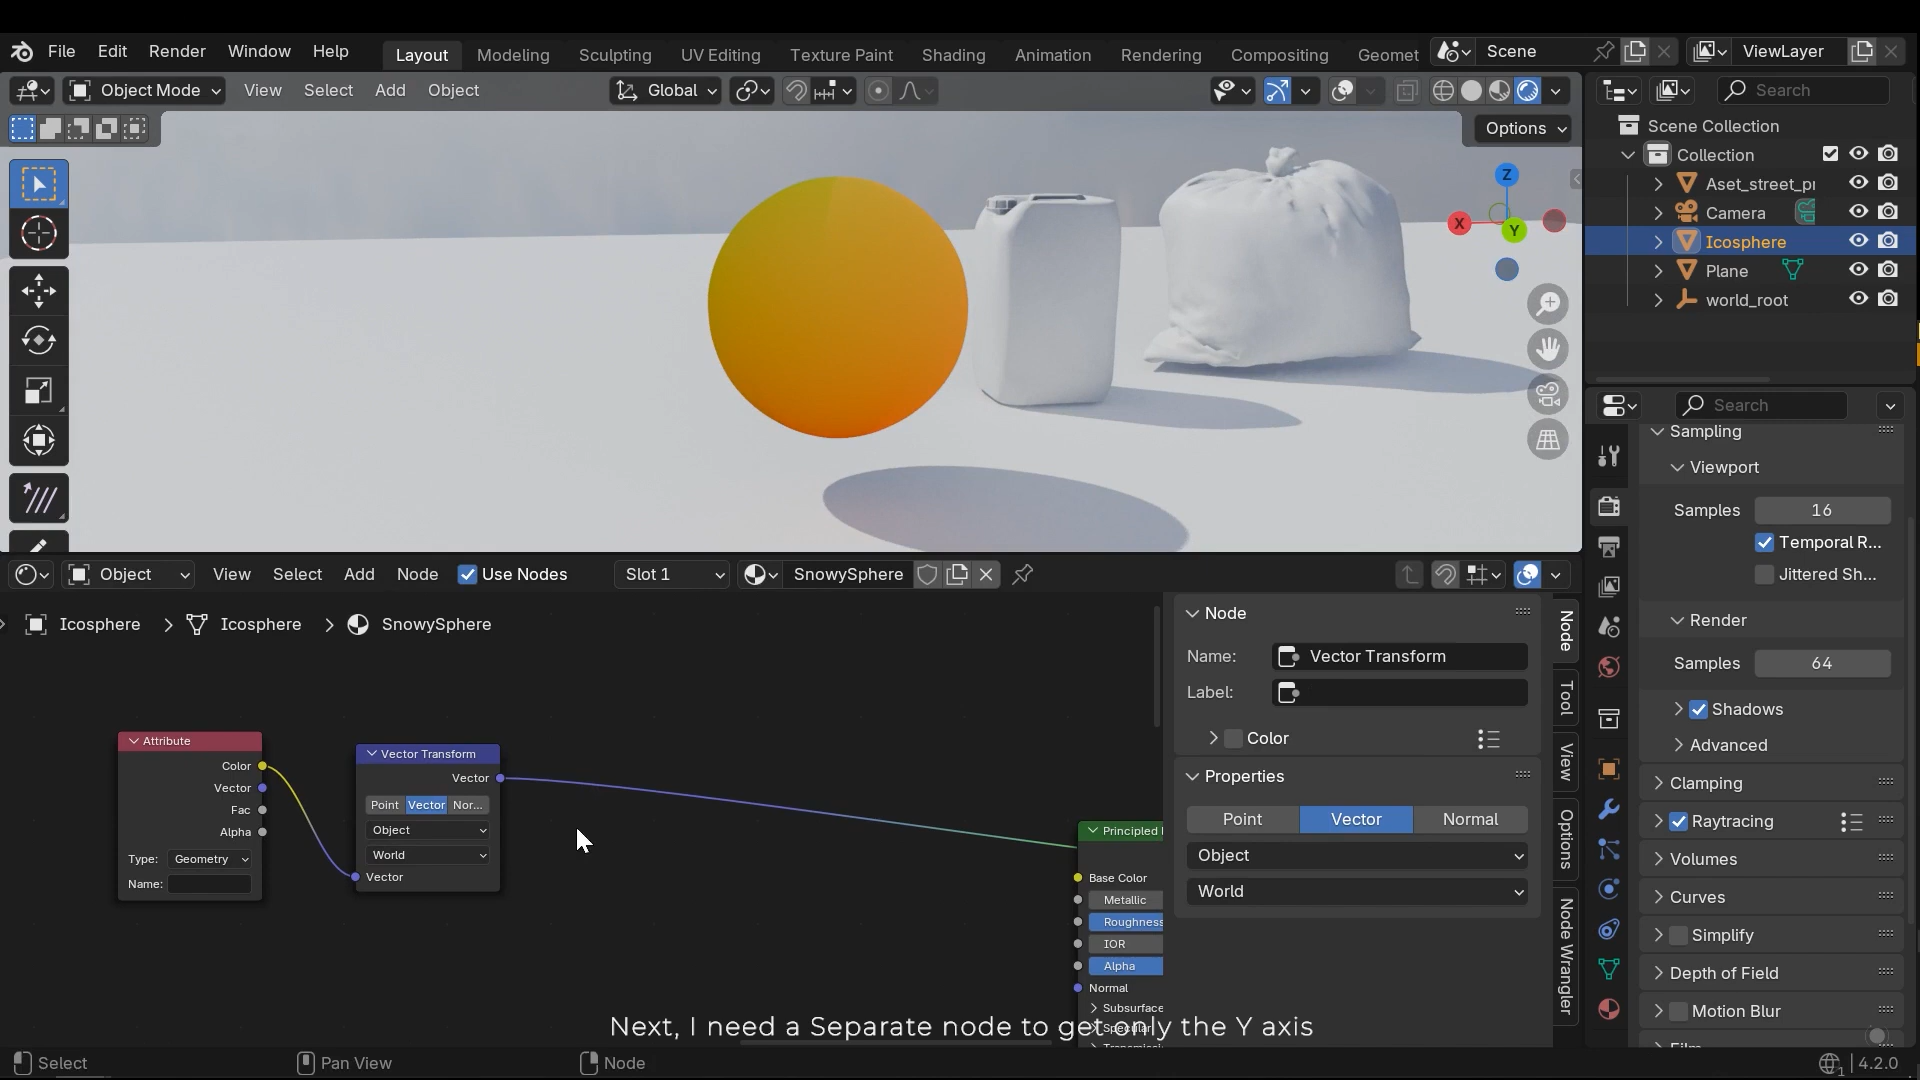 File Edit Render Window Help Layout Modeling Sculpting UV Editing Texture Paint Shading Animation Rendering Compositing Geomet Scene ViewLayer
Object Mode View Select Add Object Global Search
Options
Scene Collection
Collection
Aset_street_pr
Camera
Icosphere
Plane
world_root
Z
X
Y
Search
Sampling
Viewport
Samples 16
Temporal R...
Jittered Sh...
Render
Samples 64
Shadows
Advanced
Clamping
Raytracing
Volumes
Curves
Simplify
Depth of Field
Motion Blur
Object View Select Add Node Use Nodes Slot 1 SnowySphere
Icosphere Icosphere SnowySphere
Attribute
Color
Vector
Fac
Alpha
Type: Geometry
Name:
Vector Transform
Vector
Point Vector Nor...
Object
World
Vector
Base Color
Metallic
Roughness
IOR
Alpha
Normal
Subsurface
Node
Name: Vector Transform
Label:
Color
Properties
Point Vector Normal
Object
World
Node
Tool
View
Options
Node Wrangler
Next, I need a Separate node to get only the Y axis
Select Pan View Node 4.2.0